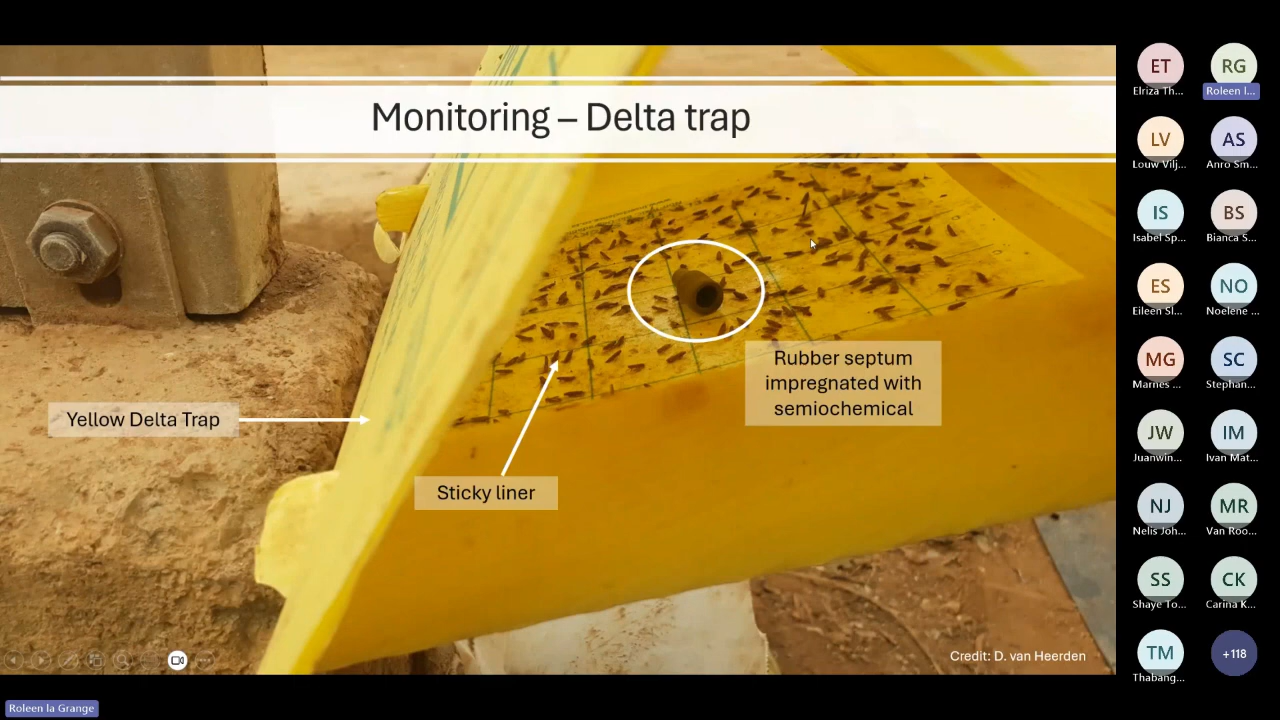 Monitoring – Delta trap
Rubber septum
impregnated with
semiochemical
Yellow Delta Trap
Sticky liner
Credit: D. van Heerden
ET
RG
Elriza Th...
Roleen l...
LV
AS
Louw Vilj...
Anro Sm...
IS
BS
Isabel Sp...
Bianca S...
ES
NO
Eileen Sl...
Noelene ...
MG
SC
Marnes ...
Stephan...
JW
IM
Juanwin...
Ivan Mat...
NJ
MR
Nelis Joh...
Van Roo...
SS
CK
Shaye To...
Carina K...
TM
+118
Thabang...
Roleen la Grange